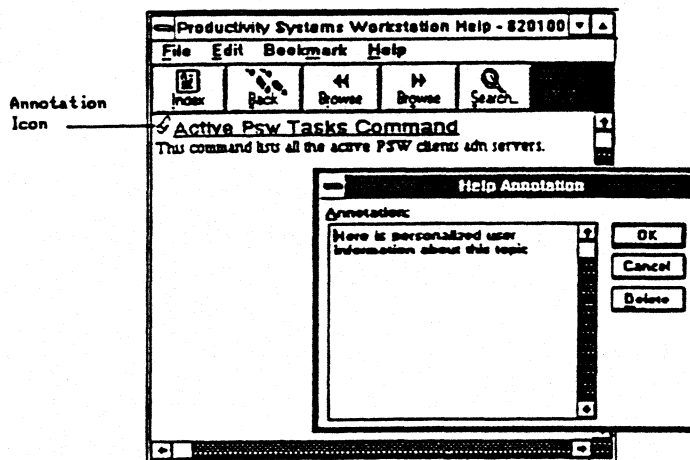 Productivity Systems Workstation Help - 820100
File Edit Bookmark Help
Index Back Browse Browse Search...
Annotation
Icon
Active Psw Tasks Command
This command lists all the active PSW clients adn servers.
Help Annotation
Annotation:
Here is personalized user
information about this topic
OK
Cancel
Delete